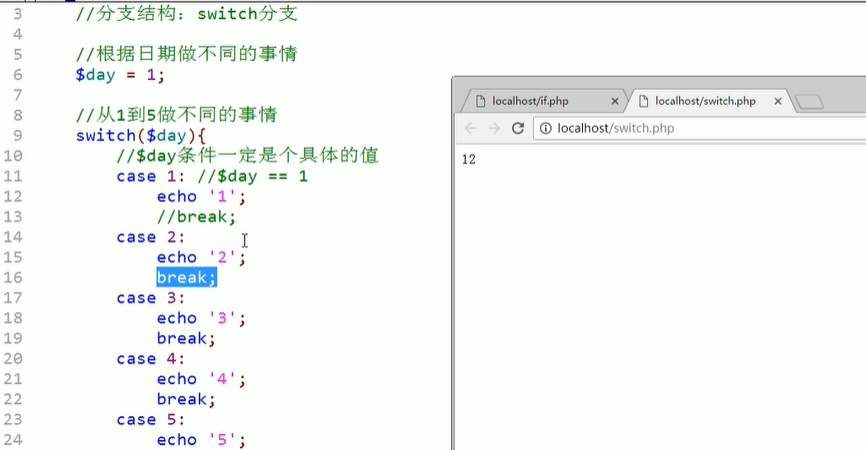 3 //分支结构：switch分支
4
5 //根据日期做不同的事情
6 $day = 1;
7
8 //从1到5做不同的事情
9 switch($day){
10 //$day条件一定是个具体的值
11 case 1: //$day == 1
12 echo '1';
13 //break;
14 case 2:
15 echo '2';
16 break;
17 case 3:
18 echo '3';
19 break;
20 case 4:
21 echo '4';
22 break;
23 case 5:
24 echo '5';
localhost/if.php
localhost/switch.php
localhost/switch.php
12